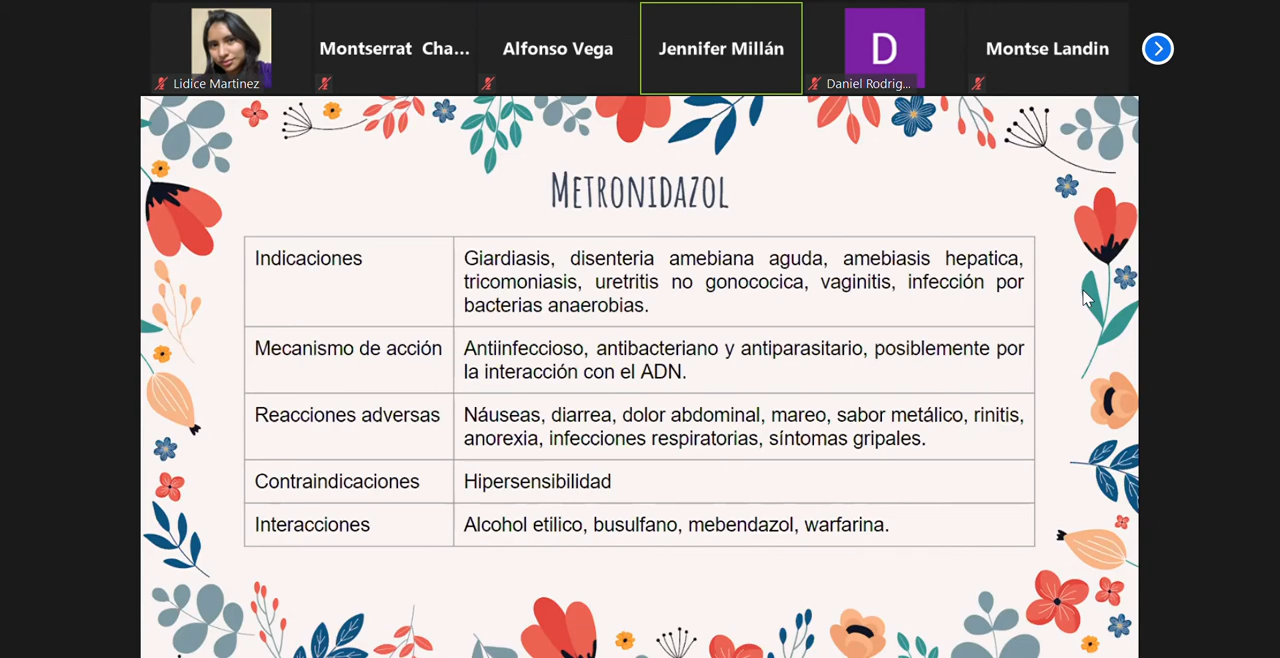 Montserrat Cha...
Alfonso Vega
Jennifer Millán
D
Montse Landin
Lidice Martinez
Daniel Rodrig...
Metronidazol
Indicaciones
Giardiasis, disenteria amebiana aguda, amebiasis hepatica,
tricomoniasis, uretritis no gonococica, vaginitis, infección por
bacterias anaerobias.
Mecanismo de acción
Antiinfeccioso, antibacteriano y antiparasitario, posiblemente por
la interacción con el ADN.
Reacciones adversas
Náuseas, diarrea, dolor abdominal, mareo, sabor metálico, rinitis,
anorexia, infecciones respiratorias, síntomas gripales.
Contraindicaciones
Hipersensibilidad
Interacciones
Alcohol etilico, busulfano, mebendazol, warfarina.